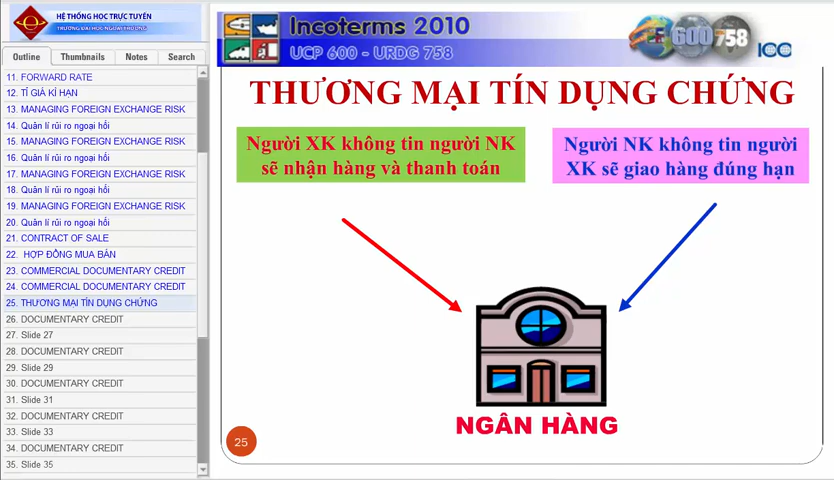 HỆ THỐNG HỌC TRỰC TUYẾN
TRƯỜNG ĐẠI HỌC NGOẠI THƯƠNG
Outline
Thumbnails
Notes
Search
11. FORWARD RATE
12. TỈ GIÁ KÌ HẠN
13. MANAGING FOREIGN EXCHANGE RISK
14. Quản lí rủi ro ngoại hối
15. MANAGING FOREIGN EXCHANGE RISK
16. Quản lí rủi ro ngoại hối
17. MANAGING FOREIGN EXCHANGE RISK
18. Quản lí rủi ro ngoại hối
19. MANAGING FOREIGN EXCHANGE RISK
20. Quản lí rủi ro ngoại hối
21. CONTRACT OF SALE
22. HỢP ĐỒNG MUA BÁN
23. COMMERCIAL DOCUMENTARY CREDIT
24. COMMERCIAL DOCUMENTARY CREDIT
25. THƯƠNG MẠI TÍN DỤNG CHỨNG
26. DOCUMENTARY CREDIT
27. Slide 27
28. DOCUMENTARY CREDIT
29. Slide 29
30. DOCUMENTARY CREDIT
31. Slide 31
32. DOCUMENTARY CREDIT
33. Slide 33
34. DOCUMENTARY CREDIT
35. Slide 35
Incoterms 2010
UCP 600 - URDG 758
600 758
ICC
THƯƠNG MẠI TÍN DỤNG CHỨNG
Người XK không tin người NK
sẽ nhận hàng và thanh toán
Người NK không tin người
XK sẽ giao hàng đúng hạn
NGÂN HÀNG
25